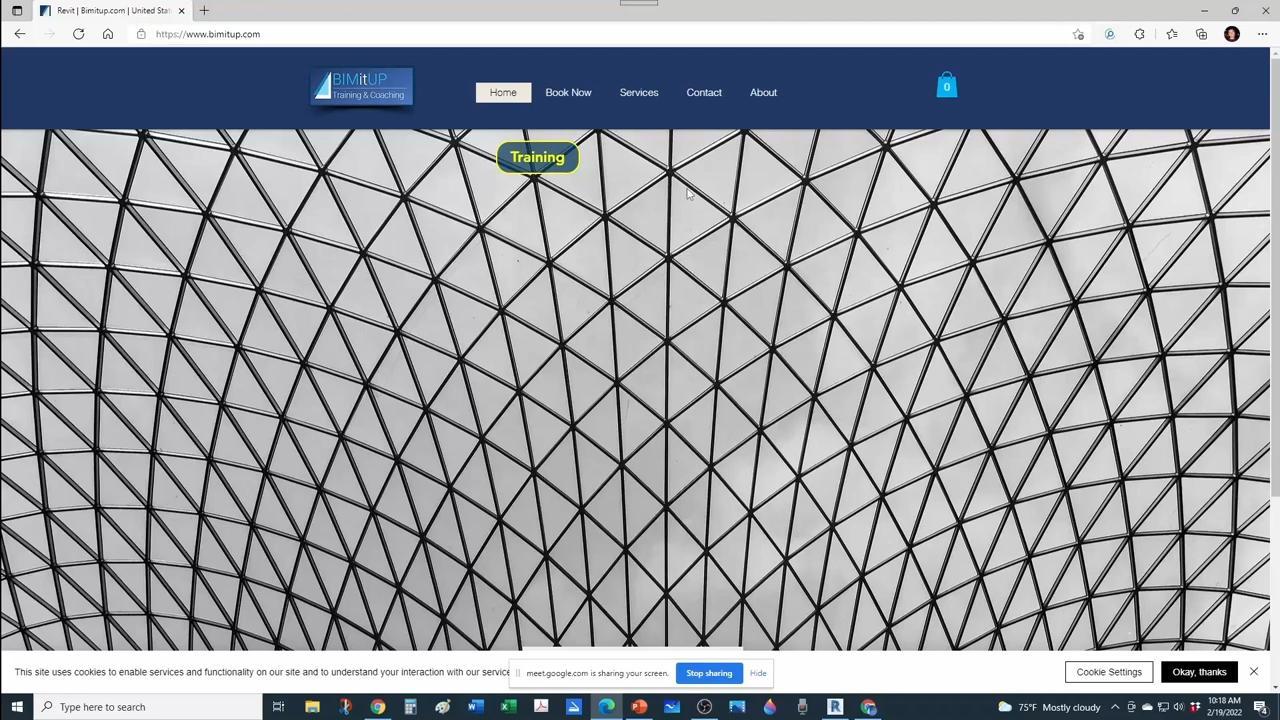 Revit | Bimitup.com | United Stat
https://www.bimitup.com
BIMitUP
Training & Coaching
Home
Book Now
Services
Contact
About
0
Training
This site uses cookies to enable services and functionality on our site and to understand your interaction with our service
meet.google.com is sharing your screen.
Stop sharing
Hide
Cookie Settings
Okay, thanks
Type here to search
75°F Mostly cloudy
10:18 AM
2/19/2022